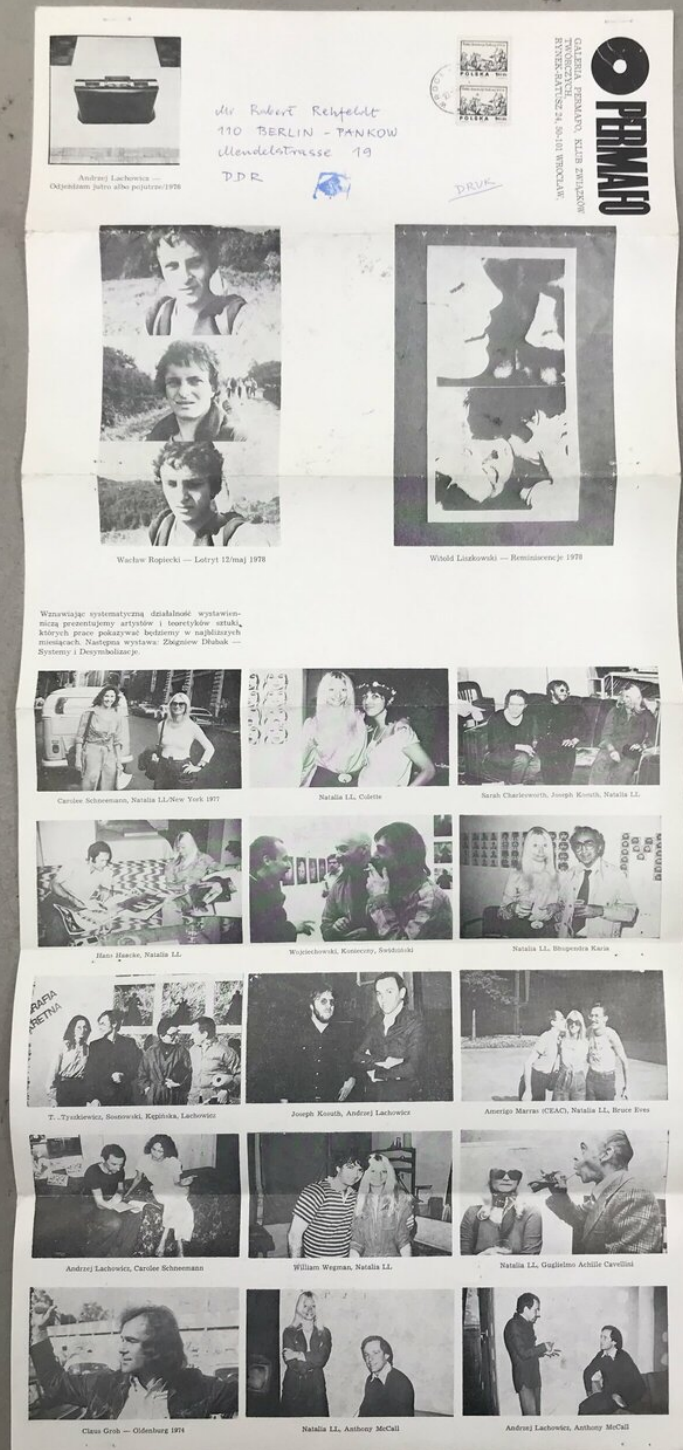 PERMAFO
GALERIA PERMAFO, KLUB ZWIĄZKÓW
TWÓRCZYCH,
RYNEK-RATUSZ 24, 50-101 WROCŁAW.
POLSKA
POLSKA
Mr Robert Rehfeldt
110 BERLIN - PANKOW
Mendelstrasse 19
DDR
DRUK
Andrzej Lachowicz —
Odjeżdżam jutro albo pojutrze/1978
Wacław Ropiecki — Lotryt 12/maj 1978
Witold Liszkowski — Reminiscencje 1978
Wznawiając systematyczną działalność wystawien-
niczą prezentujemy artystów i teoretyków sztuki,
których prace pokazywać będziemy w najbliższych
miesiącach. Następna wystawa: Zbigniew Dłubak —
Systemy i Desymbolizacje.
Carolee Schneemann, Natalia LL/New York 1977
Natalia LL, Colette
Sarah Charlesworth, Joseph Kosuth, Natalia LL
Hans Haacke, Natalia LL
Wojciechowski, Konieczny, Świdziński
Natalia LL, Bhupendra Karia
GRAFIA
KRETNA
T. Tyszkiewicz, Sosnowski, Kępińska, Lachowicz
Joseph Kosuth, Andrzej Lachowicz
Amerigo Marras (CEAC), Natalia LL, Bruce Eves
Andrzej Lachowicz, Carolee Schneemann
William Wegman, Natalia LL
Natalia LL, Guglielmo Achille Cavellini
Claus Groh — Oldenburg 1974
Natalia LL, Anthony McCall
Andrzej Lachowicz, Anthony McCall